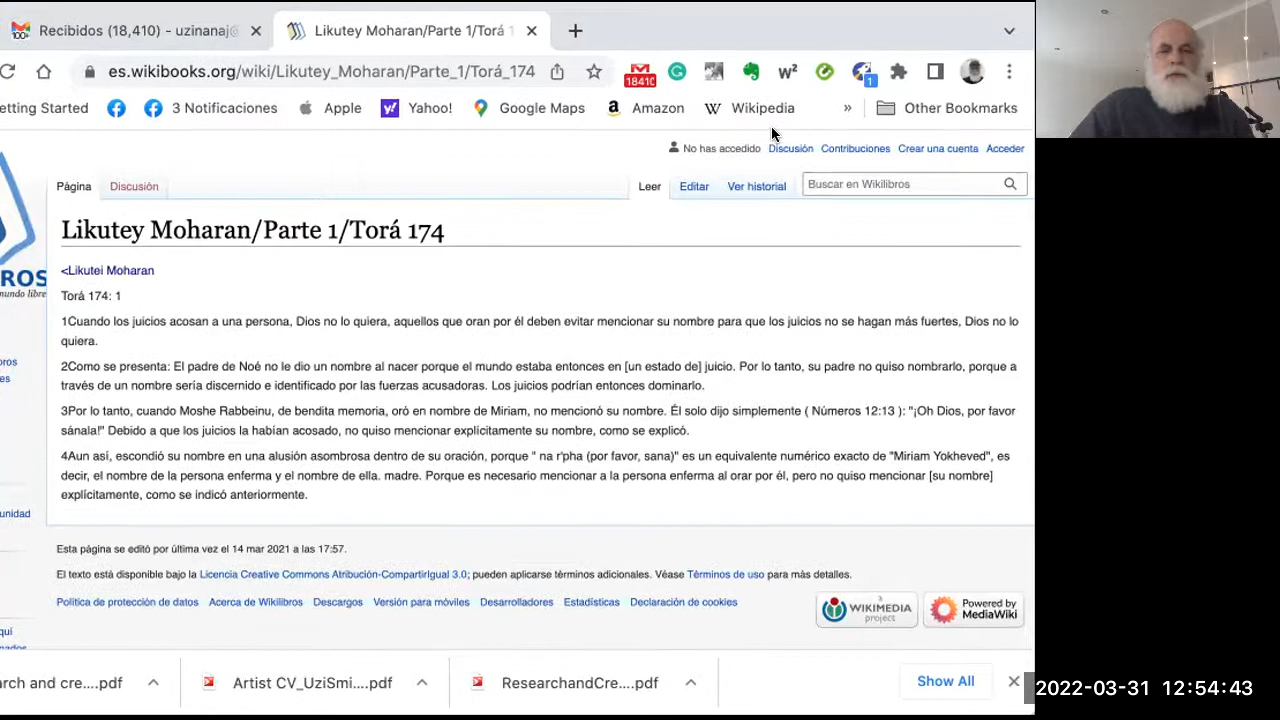 Recibidos (18,410) - uzinanaj@
Likutey Moharan/Parte 1/Torá 1
es.wikibooks.org/wiki/Likutey_Moharan/Parte_1/Torá_174
18410
W²
1
etting Started
3 Notificaciones
Apple
Yahoo!
Google Maps
Amazon
Wikipedia
»
Other Bookmarks
No has accedido Discusión Contribuciones Crear una cuenta Acceder
Página Discusión
Leer Editar Ver historial
Buscar en Wikilibros
Likutey Moharan/Parte 1/Torá 174
ROS
mundo libre
<Likutei Moharan
Torá 174: 1
1Cuando los juicios acosan a una persona, Dios no lo quiera, aquellos que oran por él deben evitar mencionar su nombre para que los juicios no se hagan más fuertes, Dios no lo
quiera.
2Como se presenta: El padre de Noé no le dio un nombre al nacer porque el mundo estaba entonces en [un estado de] juicio. Por lo tanto, su padre no quiso nombrarlo, porque a
través de un nombre sería discernido e identificado por las fuerzas acusadoras. Los juicios podrían entonces dominarlo.
3Por lo tanto, cuando Moshe Rabbeinu, de bendita memoria, oró en nombre de Miriam, no mencionó su nombre. Él solo dijo simplemente ( Números 12:13 ): "¡Oh Dios, por favor
sánala!" Debido a que los juicios la habían acosado, no quiso mencionar explícitamente su nombre, como se explicó.
4Aun así, escondió su nombre en una alusión asombrosa dentro de su oración, porque " na r'pha (por favor, sana)" es un equivalente numérico exacto de "Miriam Yokheved", es
decir, el nombre de la persona enferma y el nombre de ella. madre. Porque es necesario mencionar a la persona enferma al orar por él, pero no quiso mencionar [su nombre]
explícitamente, como se indicó anteriormente.
ros
es
unidad
quí
Esta página se editó por última vez el 14 mar 2021 a las 17:57.
El texto está disponible bajo la Licencia Creative Commons Atribución-CompartirIgual 3.0; pueden aplicarse términos adicionales. Véase Términos de uso para más detalles.
Política de protección de datos Acerca de Wikilibros Descargos Versión para móviles Desarrolladores Estadísticas Declaración de cookies
WIKIMEDIA
project
Powered by
MediaWiki
arch and cre....pdf
Artist CV_UziSmi....pdf
ResearchandCre....pdf
Show All
2022-03-31 12:54:43